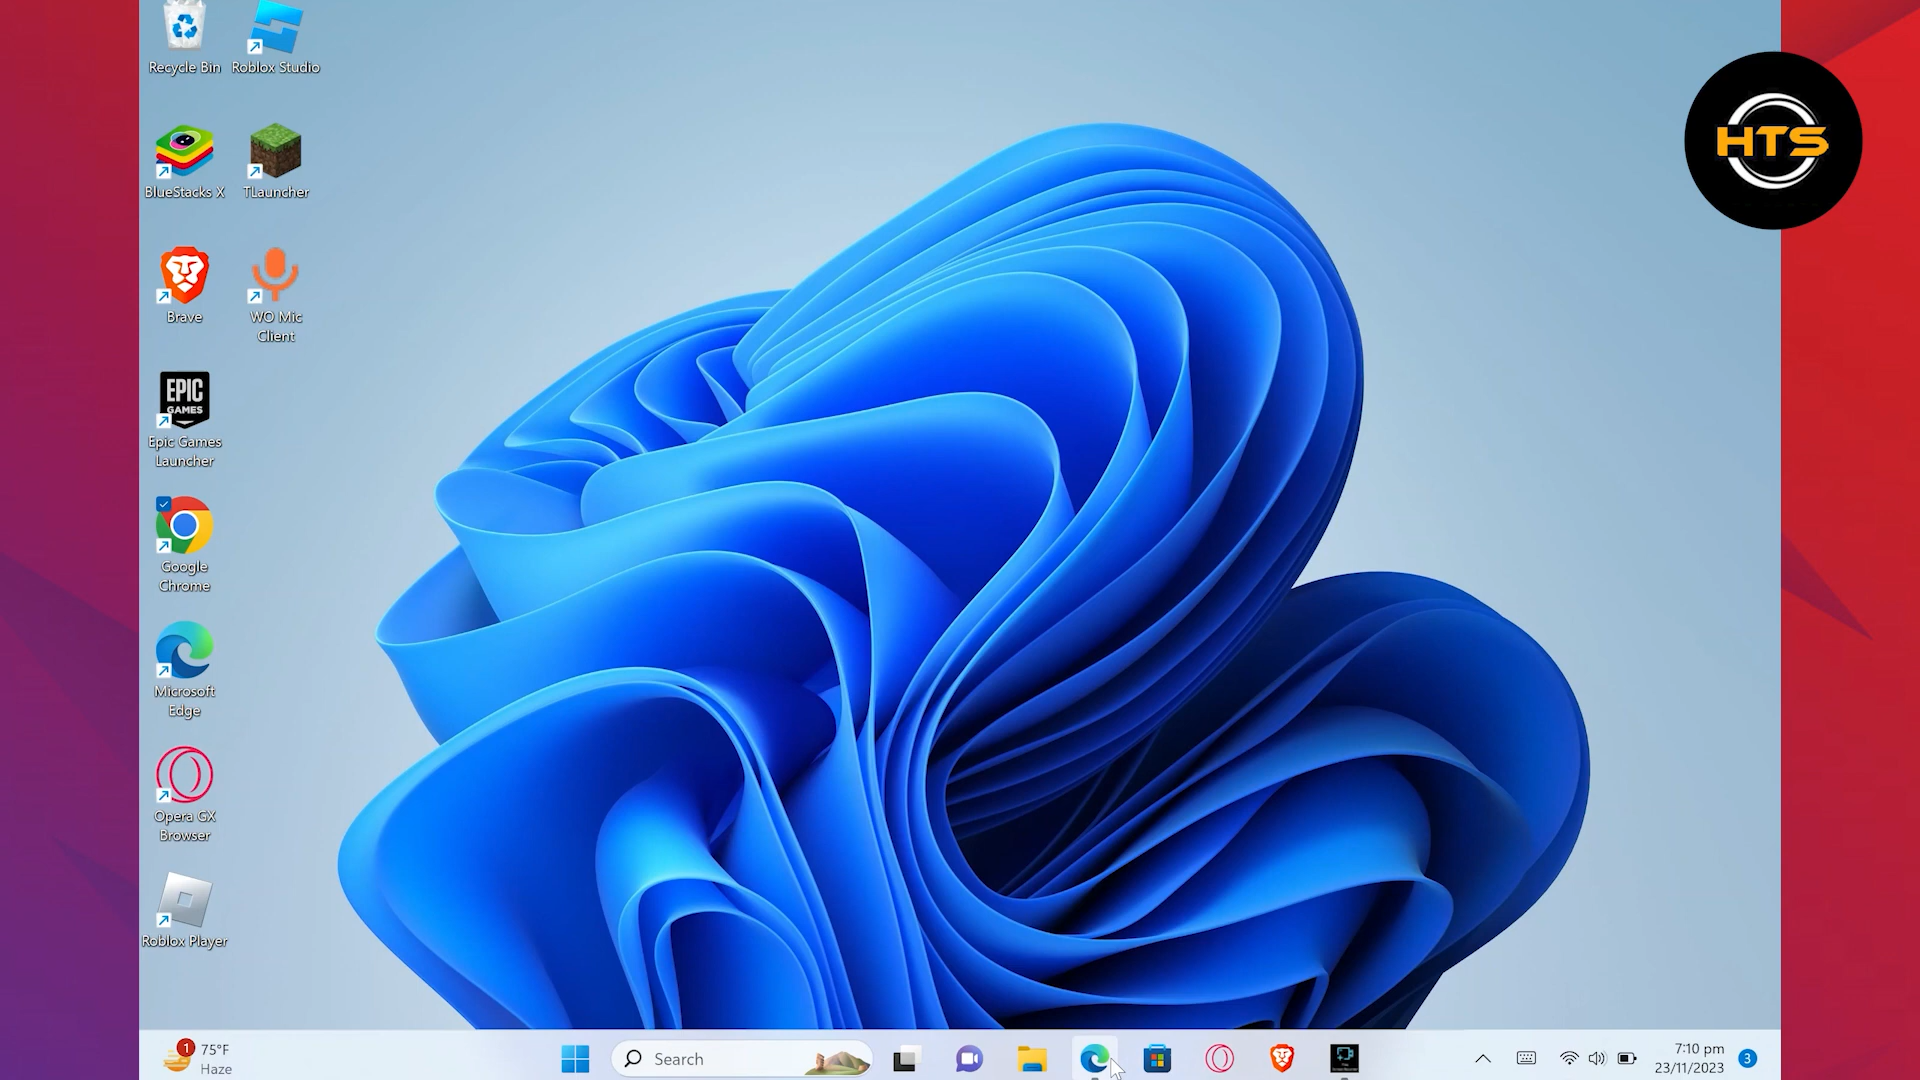 Recycle Bin
Roblox Studio
HTS
BlueStacks X
TLauncher
Brave
WO Mic
Client
EPIC
GAMES
Epic Games
Launcher
Google
Chrome
Microsoft
Edge
Opera GX
Browser
Roblox Player
1
75°F
Haze
Search
7:10 pm
23/11/2023
3